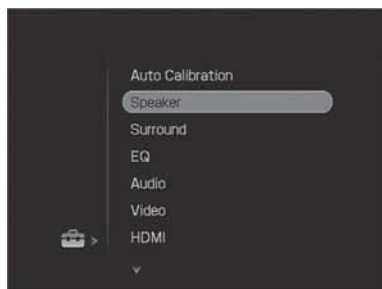 Auto Calibration
Speaker
Surround
EQ
Audio
Video
HDMI